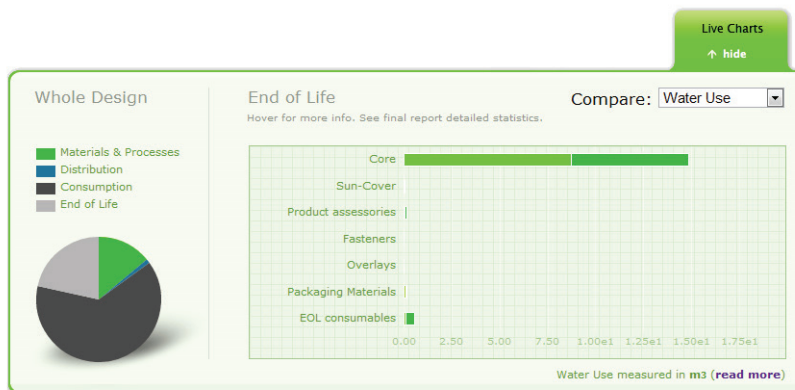 Live Charts
↑ hide
Whole Design
End of Life
Compare: Water Use
Hover for more info. See final report detailed statistics.
Materials & Processes
Distribution
Consumption
End of Life
Core
Sun-Cover
Product assessories
Fasteners
Overlays
Packaging Materials
EOL consumables
0.00 2.50 5.00 7.50 1.00e1 1.25e1 1.50e1 1.75e1
Water Use measured in m3 (read more)